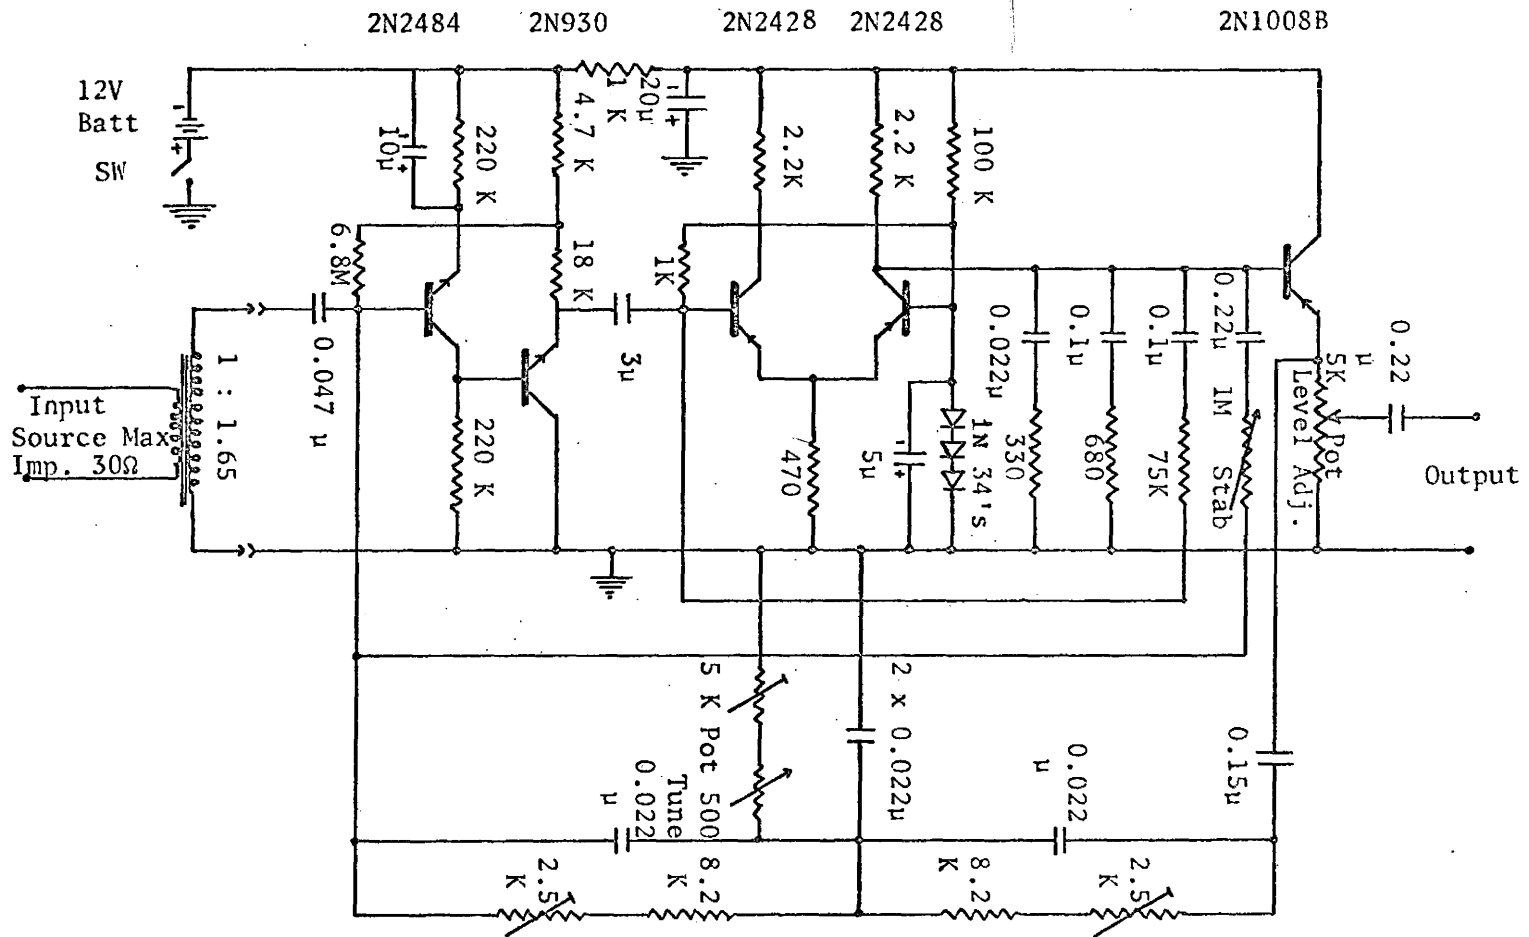 2N2484 2N930 2N2428 2N2428 2N1008B
12V
Batt
SW
10µ
220 K
4.7 K
1 K
20µ
2.2K
2.2 K
100 K
6.8M
18 K
1K
0.022µ
0.1µ
0.1µ
0.22µ
1M
Stab
5K Pot
Level Adj.
0.22
µ
Output
Input
Source Max
Imp. 30Ω
1 : 1.65
0.047 µ
220 K
3µ
470
5µ
1N 34's
330
680
75K
5 K Pot 500
Tune
0.022
µ
2 x 0.022µ
0.022
µ
0.15µ
2.5
K
8.2
K
8.2
K
2.5
K